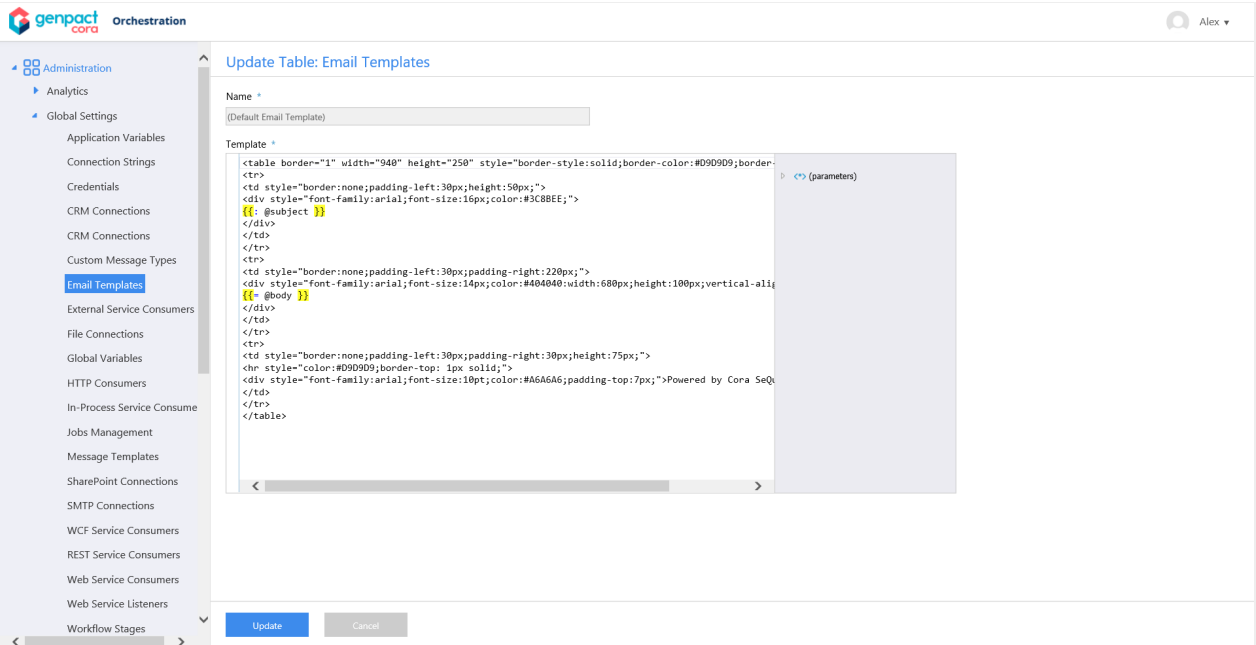 genpact
cora
Orchestration
Alex ▾
Administration
Analytics
Global Settings
Application Variables
Connection Strings
Credentials
CRM Connections
CRM Connections
Custom Message Types
Email Templates
External Service Consumers
File Connections
Global Variables
HTTP Consumers
In-Process Service Consume
Jobs Management
Message Templates
SharePoint Connections
SMTP Connections
WCF Service Consumers
REST Service Consumers
Web Service Consumers
Web Service Listeners
Workflow Stages
Update Table: Email Templates
Name *
(Default Email Template)
Template *
<table border="1" width="940" height="250" style="border-style:solid;border-color:#D9D9D9;border-
<tr>
<td style="border:none;padding-left:30px;height:50px;">
<div style="font-family:arial;font-size:16px;color:#3C8BEE;">
{{: @subject }}
</div>
</td>
</tr>
<tr>
<td style="border:none;padding-left:30px;padding-right:220px;">
<div style="font-family:arial;font-size:14px;color:#404040:width:680px;height:100px;vertical-alig
{{= @body }}
</div>
</td>
</tr>
<tr>
<td style="border:none;padding-left:30px;padding-right:30px;height:75px;">
<hr style="color:#D9D9D9;border-top: 1px solid;">
<div style="font-family:arial;font-size:10pt;color:#A6A6A6;padding-top:7px;">Powered by Cora SeQu
</td>
</tr>
</table>
<*> (parameters)
Update
Cancel